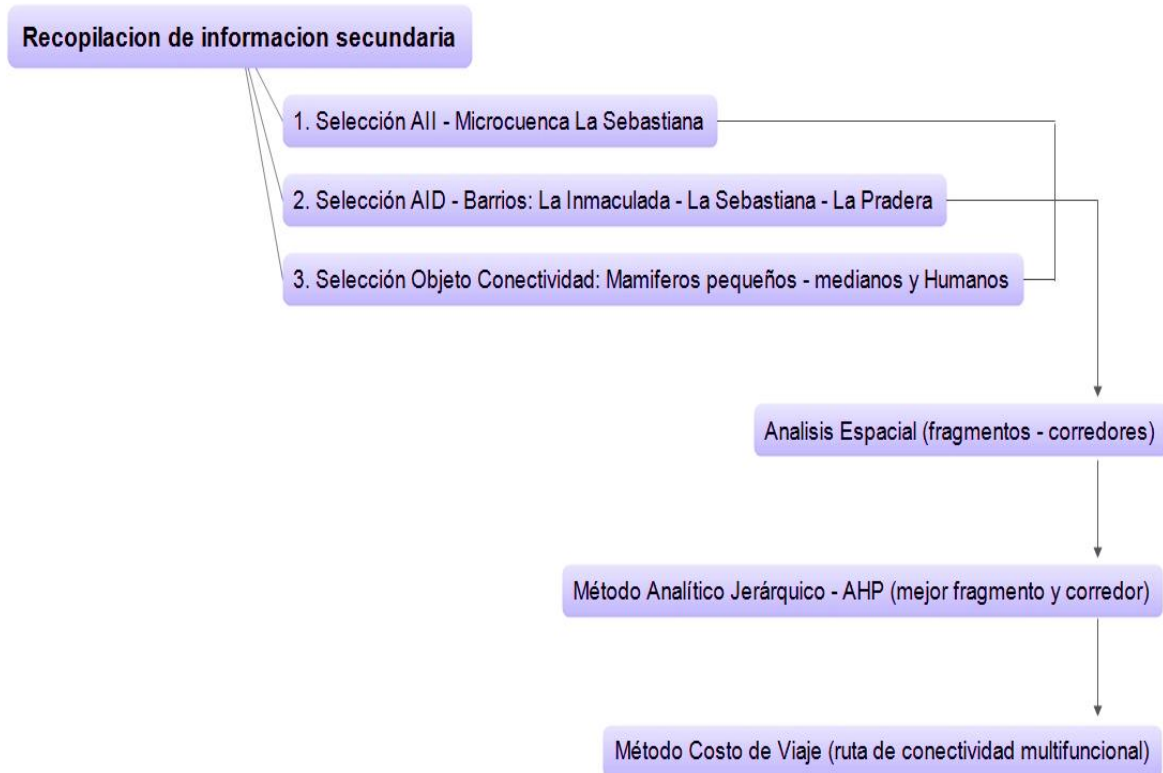 Recopilacion de informacion secundaria
1. Selección AII - Microcuenca La Sebastiana
2. Selección AID - Barrios: La Inmaculada - La Sebastiana - La Pradera
3. Selección Objeto Conectividad: Mamiferos pequeños - medianos y Humanos
Analisis Espacial (fragmentos - corredores)
Método Analítico Jerárquico - AHP (mejor fragmento y corredor)
Método Costo de Viaje (ruta de conectividad multifuncional)